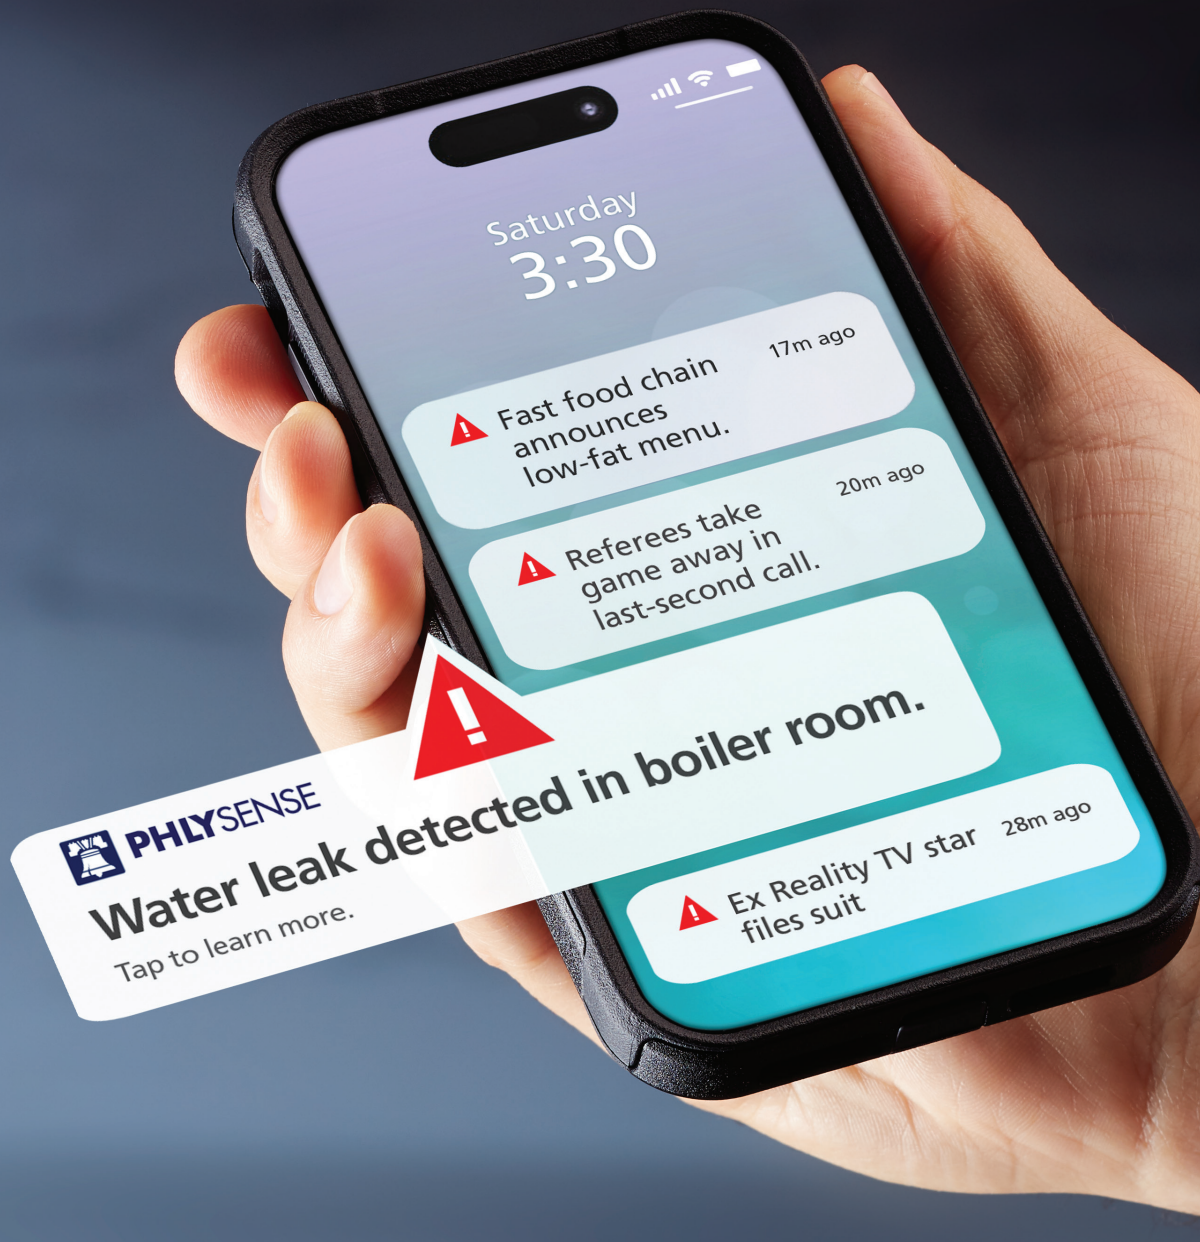 Saturday
3:30
Fast food chain
announces
low-fat menu.
17m ago
Referees take
game away in
last-second call.
20m ago
PHLYSENSE
Water leak detected in boiler room.
Tap to learn more.
Ex Reality TV star
files suit
28m ago